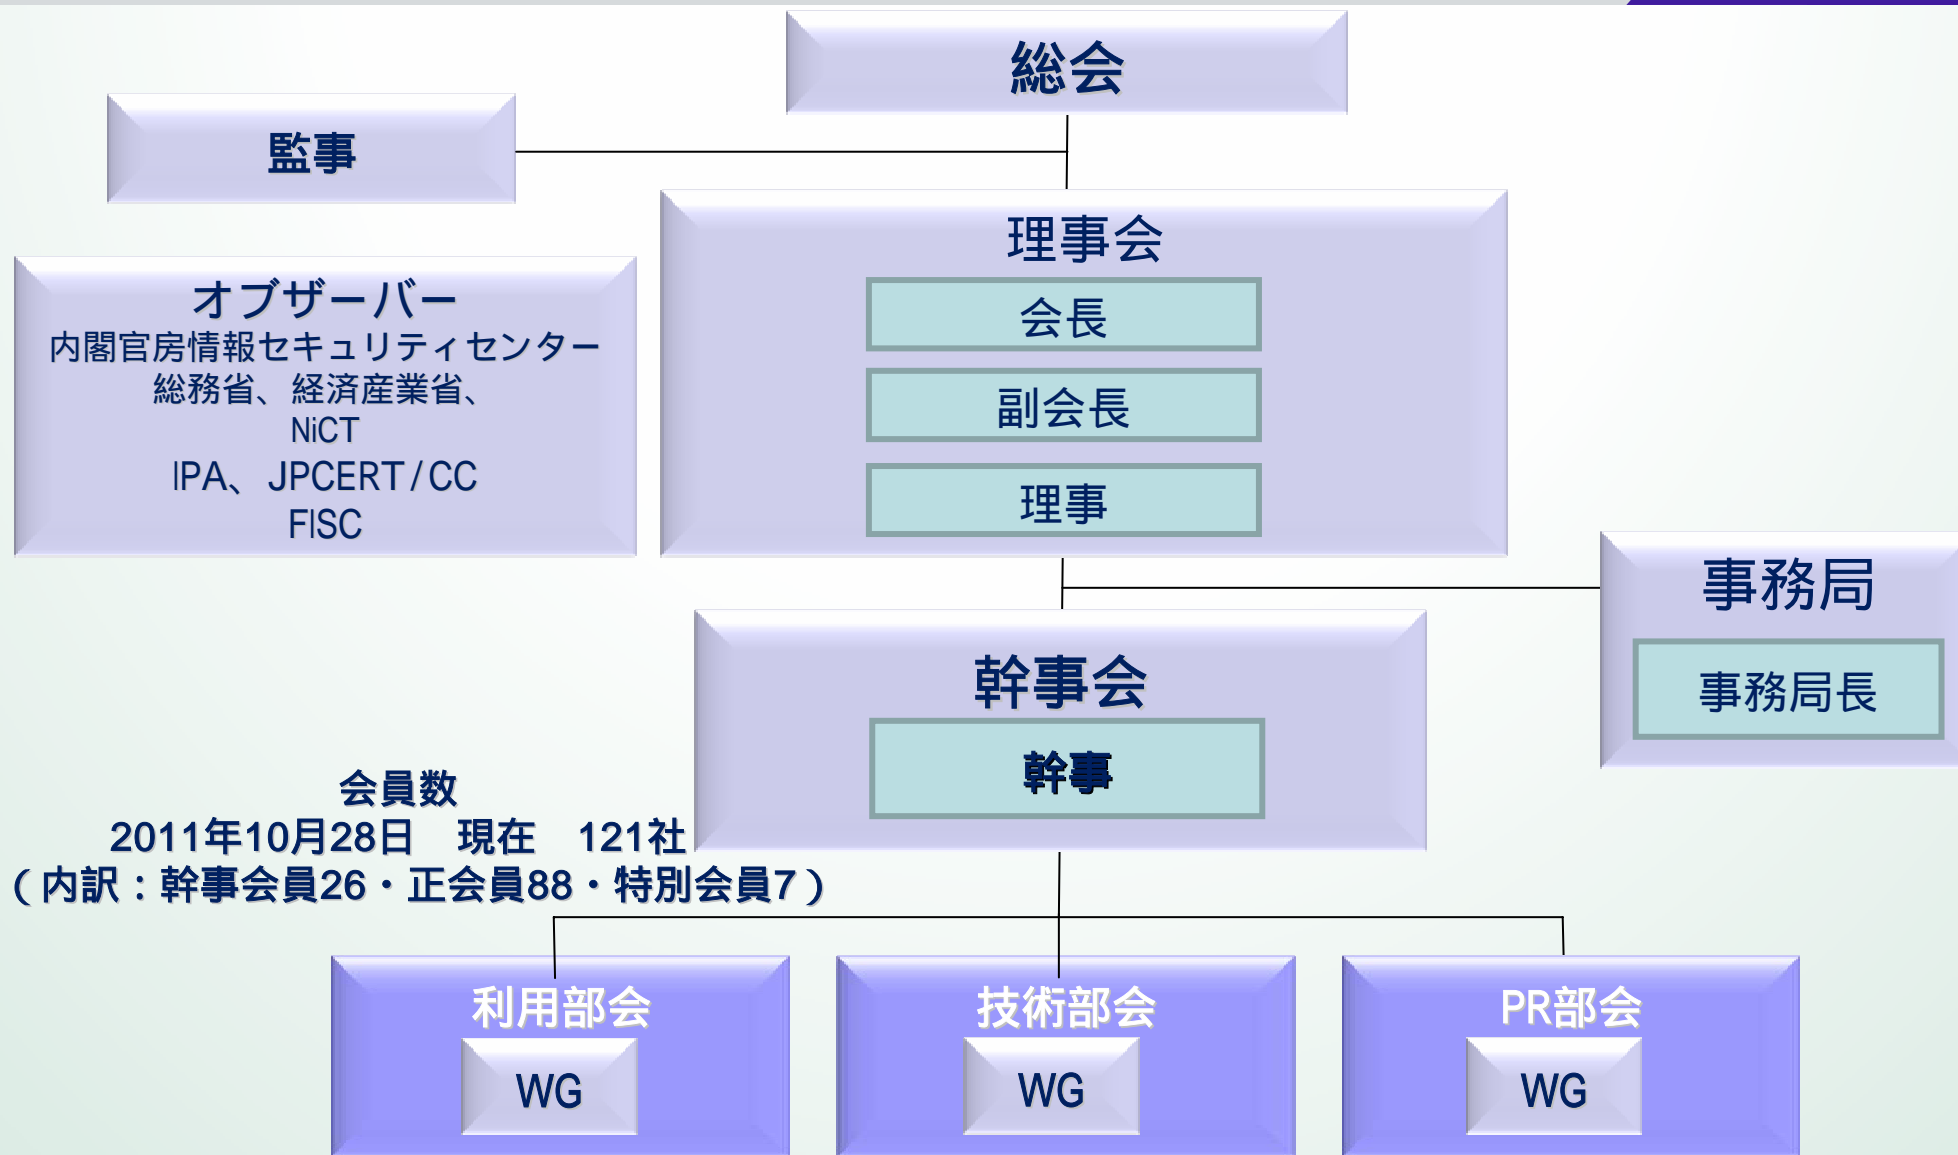 総会
監事
理事会
会長
副会長
理事
オブザーバー
内閣官房情報セキュリティセンター
総務省、経済産業省、
NiCT
IPA、JPCERT/CC
FISC
事務局
事務局長
幹事会
幹事
会員数
2011年10月28日　現在　121社
（内訳：幹事会員26・正会員88・特別会員7）
利用部会
WG
技術部会
WG
PR部会
WG